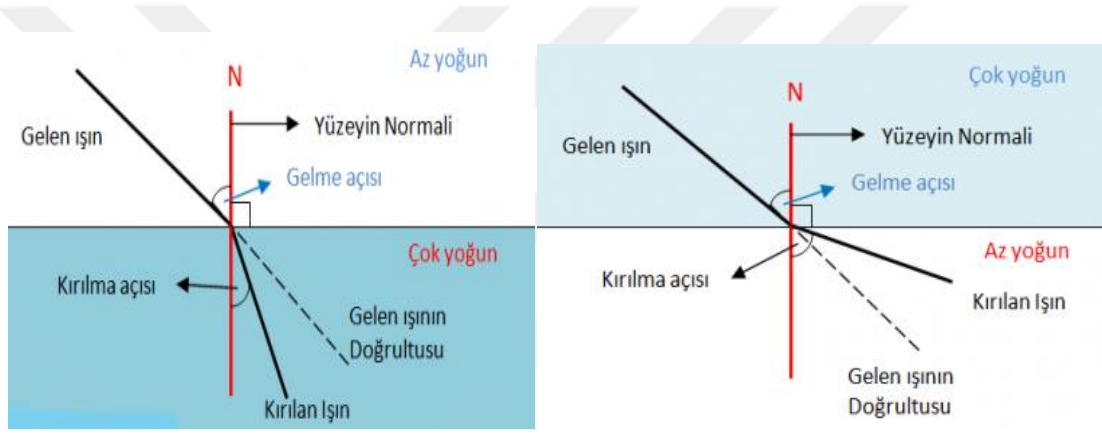 Az yoğun
N
Yüzeyin Normali
Gelen ışın
Gelme açısı
Çok yoğun
Kırılma açısı
Gelen ışının
Doğrultusu
Kırılan Işın
Çok yoğun
N
Yüzeyin Normali
Gelen ışın
Gelme açısı
Az yoğun
Kırılma açısı
Kırılan Işın
Gelen ışının
Doğrultusu